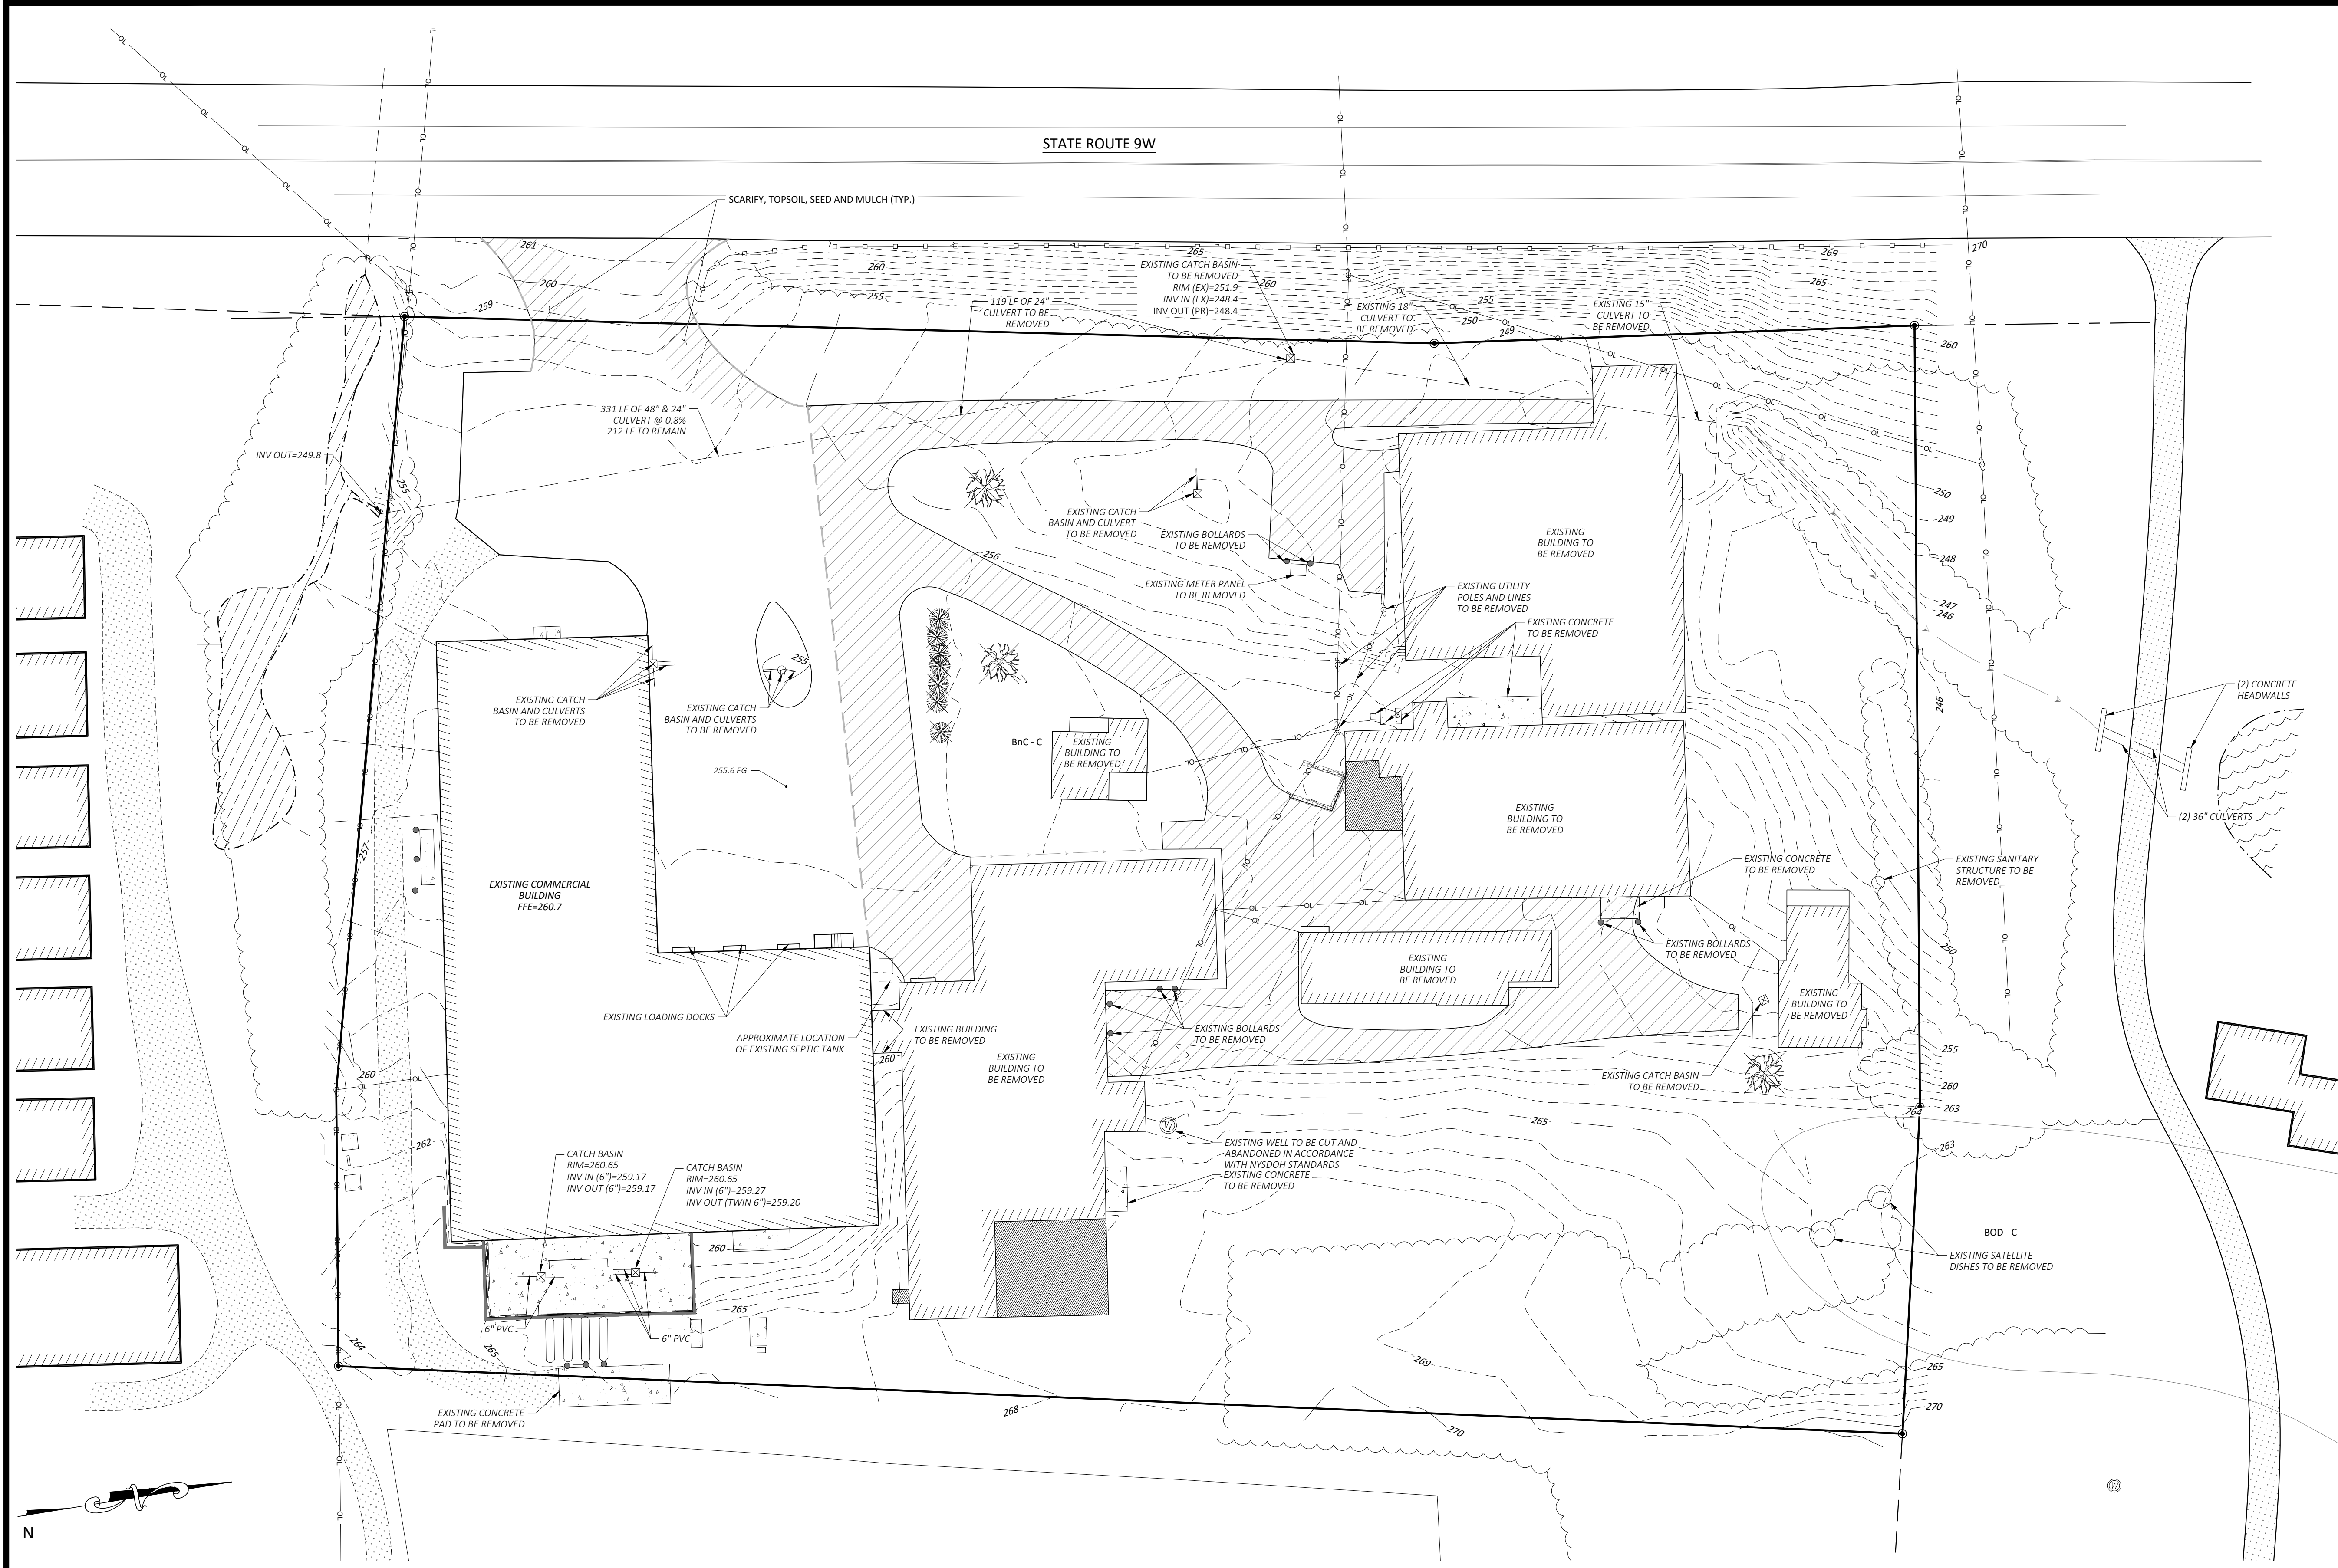 STATE ROUTE 9W
SCARIFY, TOPSOIL, SEED AND MULCH (TYP.)
261
260
259
260
255
265
260
255
250
249
269
265
270
260
EXISTING CATCH BASIN
TO BE REMOVED
RIM (EX)=251.9
INV IN (EX)=248.4
INV OUT (PR)=248.4
119 LF OF 24"
CULVERT TO BE
REMOVED
EXISTING 18"
CULVERT TO
BE REMOVED
EXISTING 15"
CULVERT TO
BE REMOVED
331 LF OF 48" & 24"
CULVERT @ 0.8%
212 LF TO REMAIN
INV OUT=249.8
255
EXISTING CATCH
BASIN AND CULVERT
TO BE REMOVED
EXISTING BOLLARDS
TO BE REMOVED
EXISTING
BUILDING TO
BE REMOVED
250
249
248
247
246
246
256
EXISTING METER PANEL
TO BE REMOVED
EXISTING UTILITY
POLES AND LINES
TO BE REMOVED
EXISTING CONCRETE
TO BE REMOVED
EXISTING CATCH
BASIN AND CULVERTS
TO BE REMOVED
EXISTING CATCH
BASIN AND CULVERTS
TO BE REMOVED
255
255.6 EG
BnC - C
EXISTING
BUILDING TO
BE REMOVED
(2) CONCRETE
HEADWALLS
(2) 36" CULVERTS
EXISTING
BUILDING TO
BE REMOVED
257
EXISTING COMMERCIAL
BUILDING
FFE=260.7
EXISTING CONCRETE
TO BE REMOVED
EXISTING SANITARY
STRUCTURE TO BE
REMOVED
EXISTING BOLLARDS
TO BE REMOVED
250
EXISTING
BUILDING TO
BE REMOVED
EXISTING
BUILDING TO
BE REMOVED
EXISTING LOADING DOCKS
APPROXIMATE LOCATION
OF EXISTING SEPTIC TANK
EXISTING BUILDING
TO BE REMOVED
260
EXISTING
BUILDING TO
BE REMOVED
EXISTING BOLLARDS
TO BE REMOVED
EXISTING CATCH BASIN
TO BE REMOVED
255
260
263
264
263
260
262
265
W
EXISTING WELL TO BE CUT AND
ABANDONED IN ACCORDANCE
WITH NYSDOH STANDARDS
EXISTING CONCRETE
TO BE REMOVED
CATCH BASIN
RIM=260.65
INV IN (6")=259.17
INV OUT (6")=259.17
CATCH BASIN
RIM=260.65
INV IN (6")=259.27
INV OUT (TWIN 6")=259.20
260
265
6" PVC
6" PVC
264
265
BOD - C
EXISTING SATELLITE
DISHES TO BE REMOVED
269
265
270
268
270
EXISTING CONCRETE
PAD TO BE REMOVED
W
N